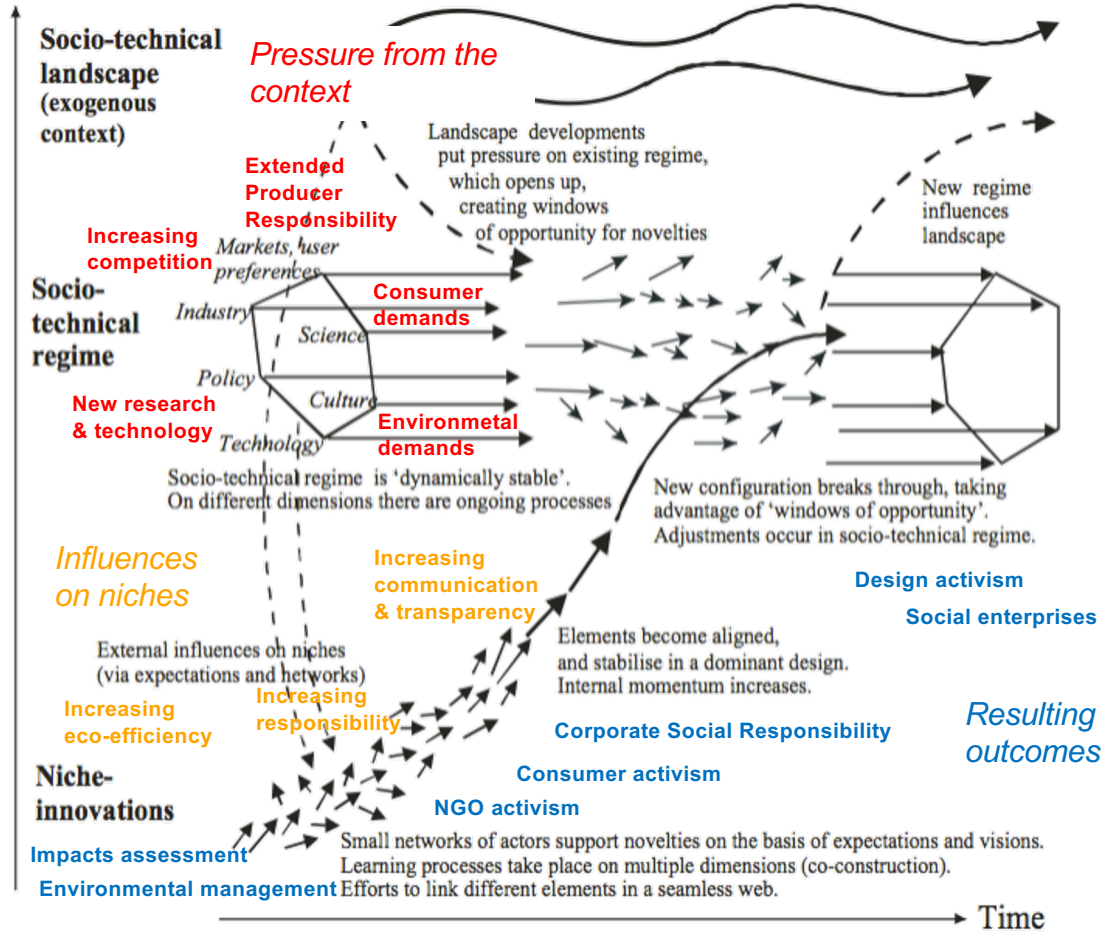 Socio-technical
landscape
(exogenous
context)
Pressure from the
context
Landscape developments
put pressure on existing regime,
which opens up,
creating windows
of opportunity for novelties
New regime
influences
landscape
Extended
Producer
Responsibility
Increasing
competition
Markets, user
preferences
Socio-
technical
regime
Industry
Consumer
demands
Science
Policy
New research
& technology
Culture
Environmetal
demands
Technology
Socio-technical regime is ‘dynamically stable’.
On different dimensions there are ongoing processes
New configuration breaks through, taking
advantage of ‘windows of opportunity’.
Adjustments occur in socio-technical regime.
Influences
on niches
Increasing
communication
& transparency
Design activism
Social enterprises
External influences on niches
(via expectations and networks)
Elements become aligned,
and stabilise in a dominant design.
Internal momentum increases.
Increasing
eco-efficiency
Increasing
responsibility
Corporate Social Responsibility
Resulting
outcomes
Consumer activism
Niche-
innovations
NGO activism
Small networks of actors support novelties on the basis of expectations and visions.
Impacts assessment
Learning processes take place on multiple dimensions (co-construction).
Environmental management
Efforts to link different elements in a seamless web.
Time